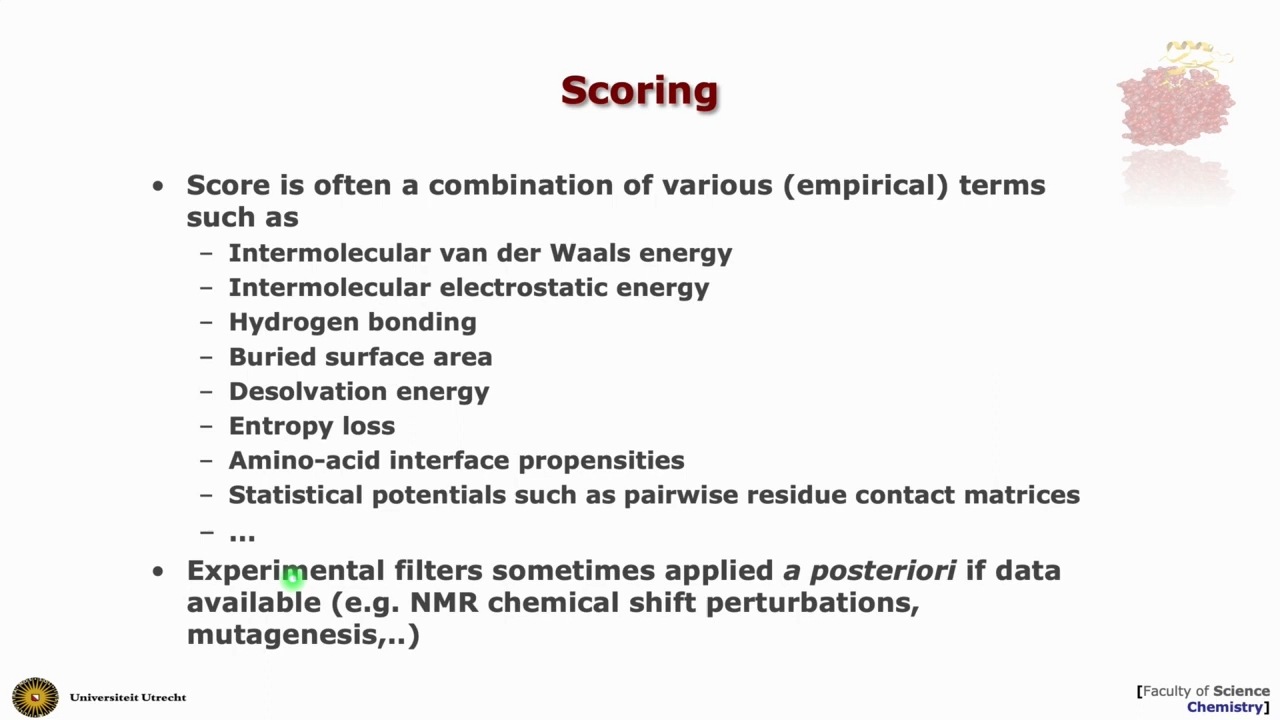 Scoring
• Score is often a combination of various (empirical) terms
such as
– Intermolecular van der Waals energy
– Intermolecular electrostatic energy
– Hydrogen bonding
– Buried surface area
– Desolvation energy
– Entropy loss
– Amino-acid interface propensities
– Statistical potentials such as pairwise residue contact matrices
– ...
• Experimental filters sometimes applied a posteriori if data
available (e.g. NMR chemical shift perturbations,
mutagenesis,..)
Universiteit Utrecht
[Faculty of Science
Chemistry]